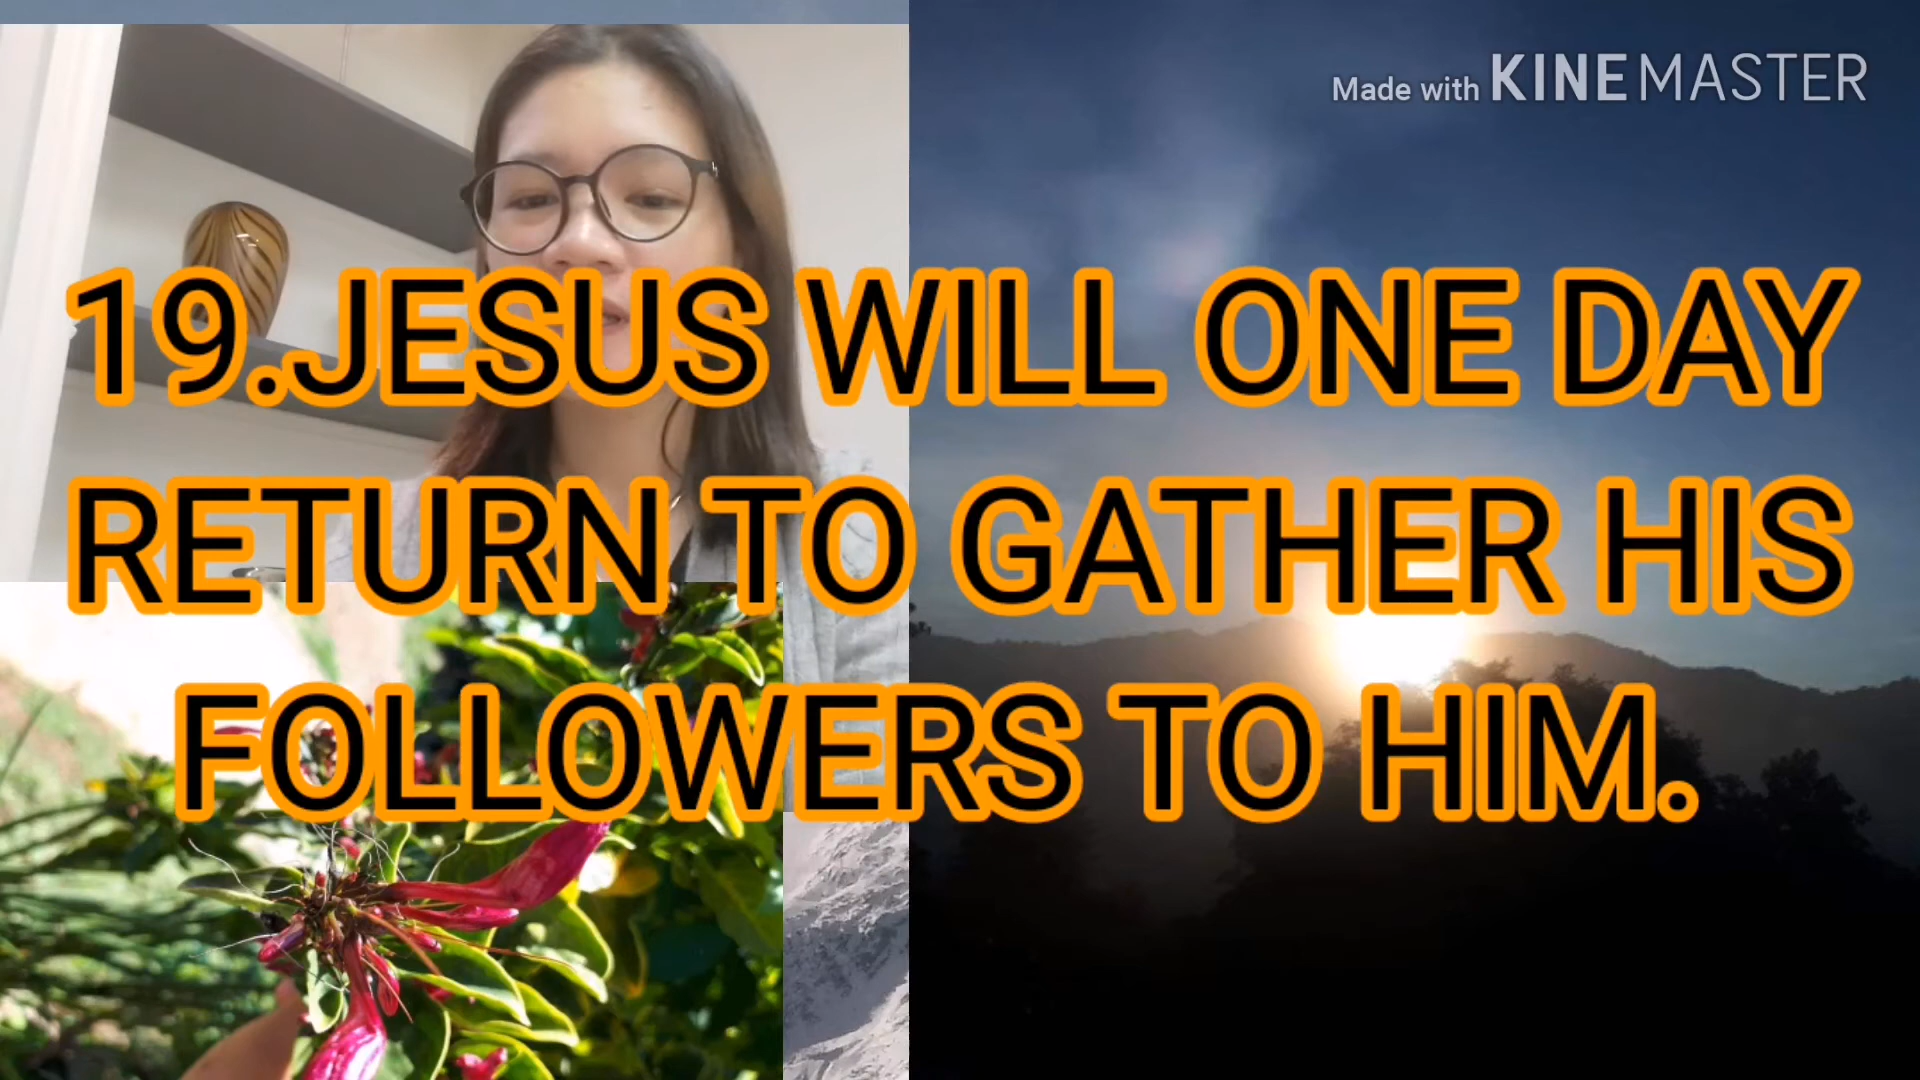 Made with KINEMASTER
19.JESUS WILL ONE DAY
RETURN TO GATHER HIS
FOLLOWERS TO HIM.